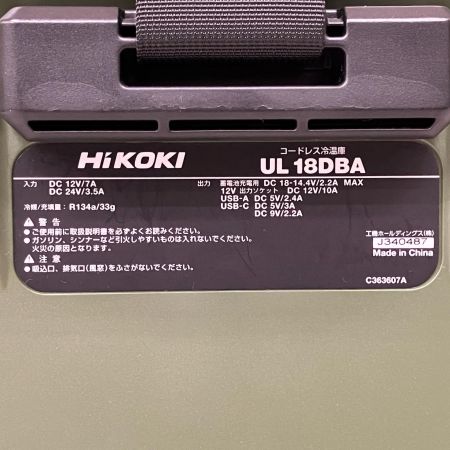 HiKOKI
コードレス冷温庫
UL 18DBA
入力 DC 12V/7A
DC 24V/3.5A
出力 蓄電池充電用 DC 18-14.4V/2.2A MAX
12V 出力ソケット DC 12V/10A
USB-A DC 5V/2.4A
USB-C DC 5V/3A
DC 9V/2.2A
冷媒/充填量: R134a/33g
⚠ 警告
●ご使用前に取扱説明書を必ずよくお読みください。
●ガソリン、シンナーなど引火しやすいものは入れないでください。
火災の原因となります。
⚠ 注意
●吸込口、排気口(風窓)をふさがないでください。
工機ホールディングス(株)
J340487
Made in China
C363607A